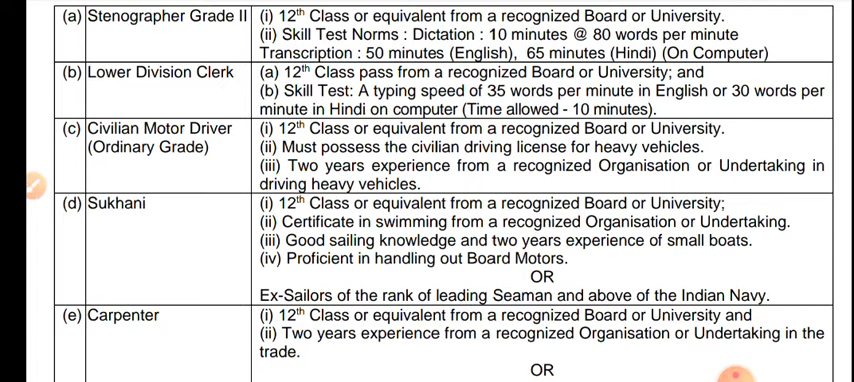 (a) Stenographer Grade II (i) 12th Class or equivalent from a recognized Board or University.
(ii) Skill Test Norms : Dictation : 10 minutes @ 80 words per minute
Transcription : 50 minutes (English), 65 minutes (Hindi) (On Computer)
(b) Lower Division Clerk (a) 12th Class pass from a recognized Board or University; and
(b) Skill Test: A typing speed of 35 words per minute in English or 30 words per
minute in Hindi on computer (Time allowed - 10 minutes).
(c) Civilian Motor Driver (i) 12th Class or equivalent from a recognized Board or University.
(Ordinary Grade) (ii) Must possess the civilian driving license for heavy vehicles.
(iii) Two years experience from a recognized Organisation or Undertaking in
driving heavy vehicles.
(d) Sukhani (i) 12th Class or equivalent from a recognized Board or University;
(ii) Certificate in swimming from a recognized Organisation or Undertaking.
(iii) Good sailing knowledge and two years experience of small boats.
(iv) Proficient in handling out Board Motors.
OR
Ex-Sailors of the rank of leading Seaman and above of the Indian Navy.
(e) Carpenter (i) 12th Class or equivalent from a recognized Board or University and
(ii) Two years experience from a recognized Organisation or Undertaking in the
trade.
OR